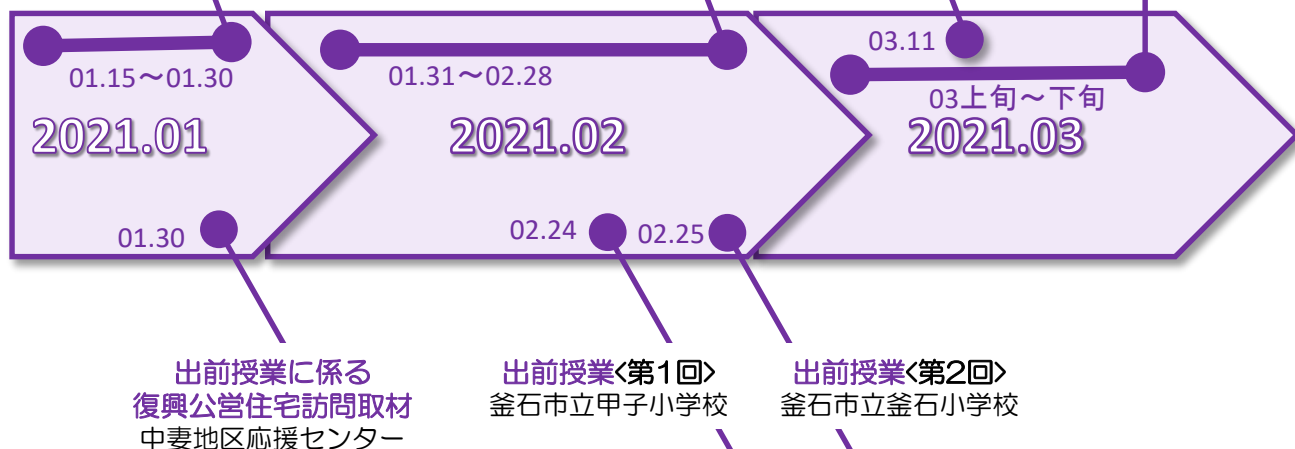 03.11
01.15～01.30
01.31～02.28
03上旬～下旬
2021.01
2021.02
2021.03
01.30
02.24
02.25
出前授業に係る
復興公営住宅訪問取材
中妻地区応援センター
出前授業<第1回>
釜石市立甲子小学校
出前授業<第2回>
釜石市立釜石小学校